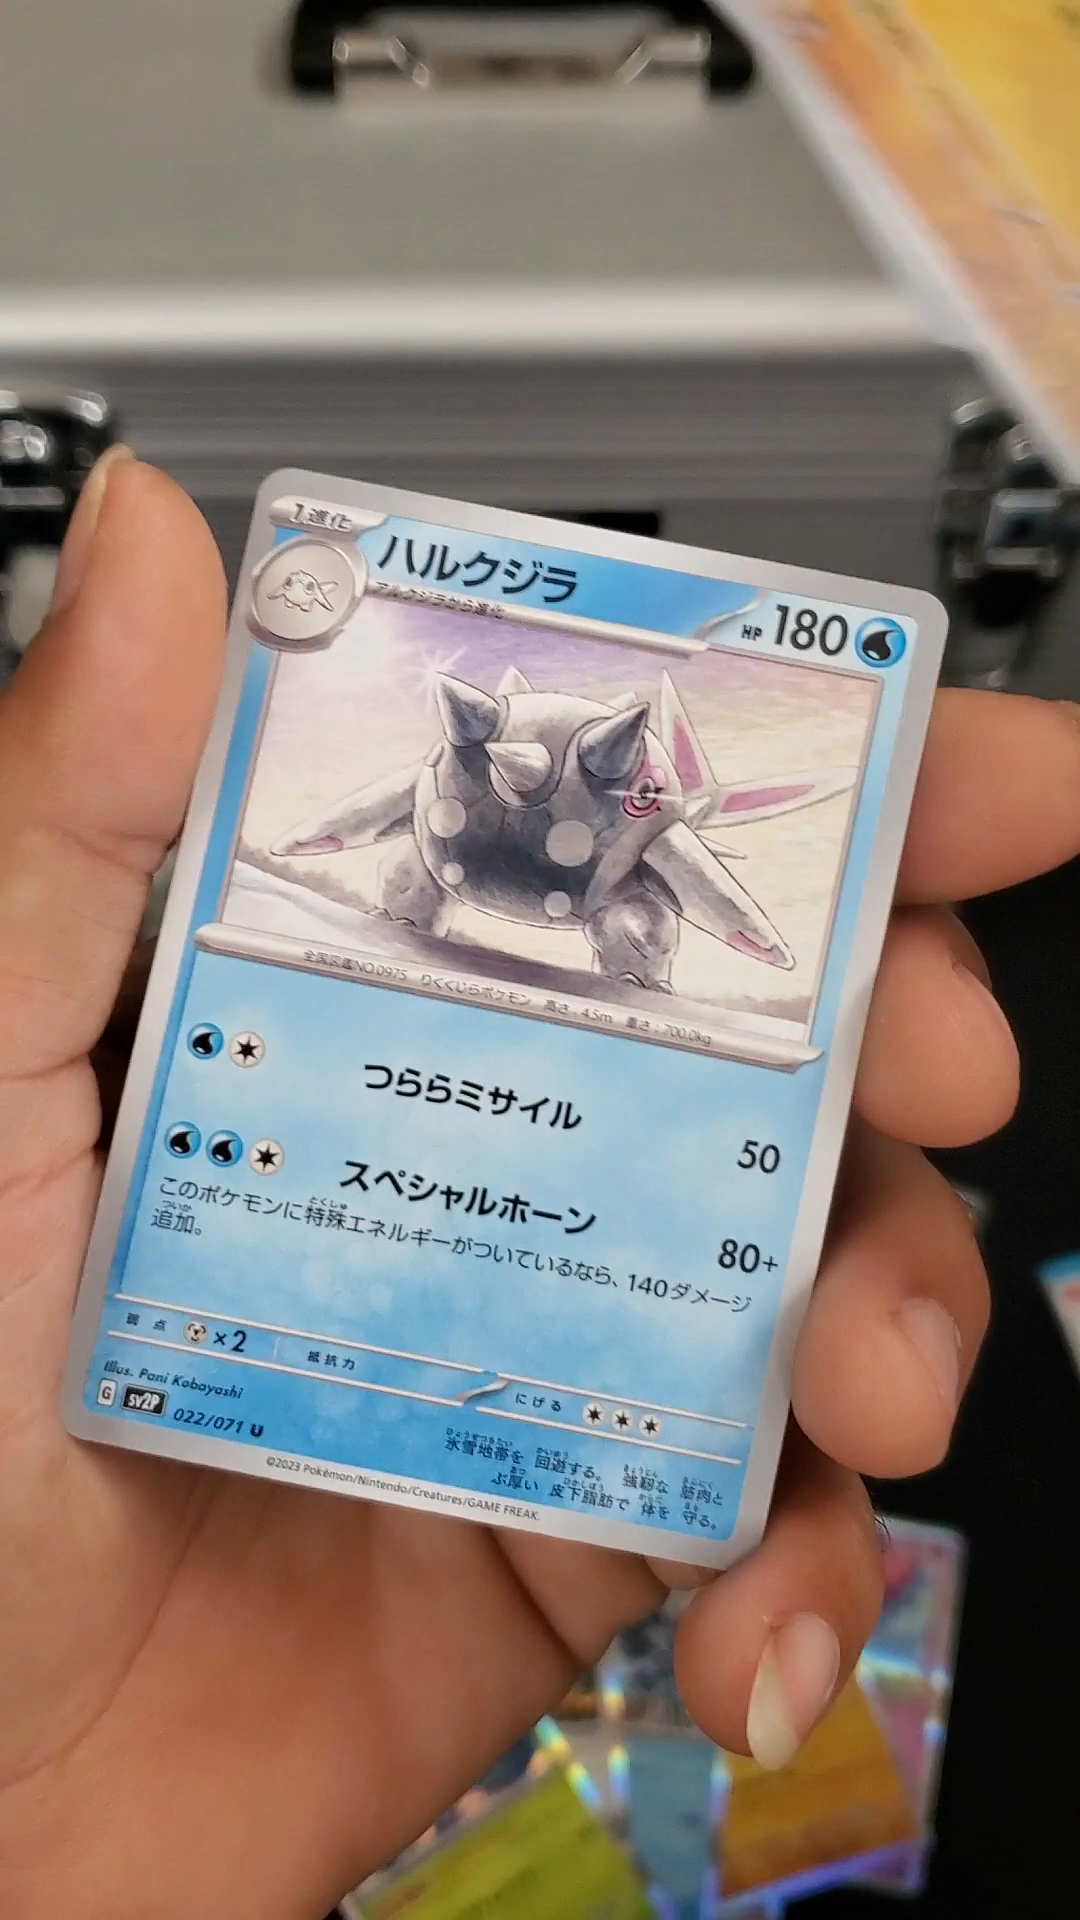 1進化
ハルクジラ
HP 180
アルクジラから進化
全国図鑑NO.0975 りくくじらポケモン 高さ:4.5m 重さ:700.0kg
つららミサイル 50
スペシャルホーン 80+
このポケモンに特殊エネルギーがついているなら、140ダメージ
追加。
弱点 ×2 抵抗力
にげる
Illus. Pani Kobayashi
G sv2P 022/071 U
氷雪地帯を 回遊する。 強靭な 筋肉と
ぶ厚い 皮下脂肪で 体を 守る。
©2023 Pokémon/Nintendo/Creatures/GAME FREAK.